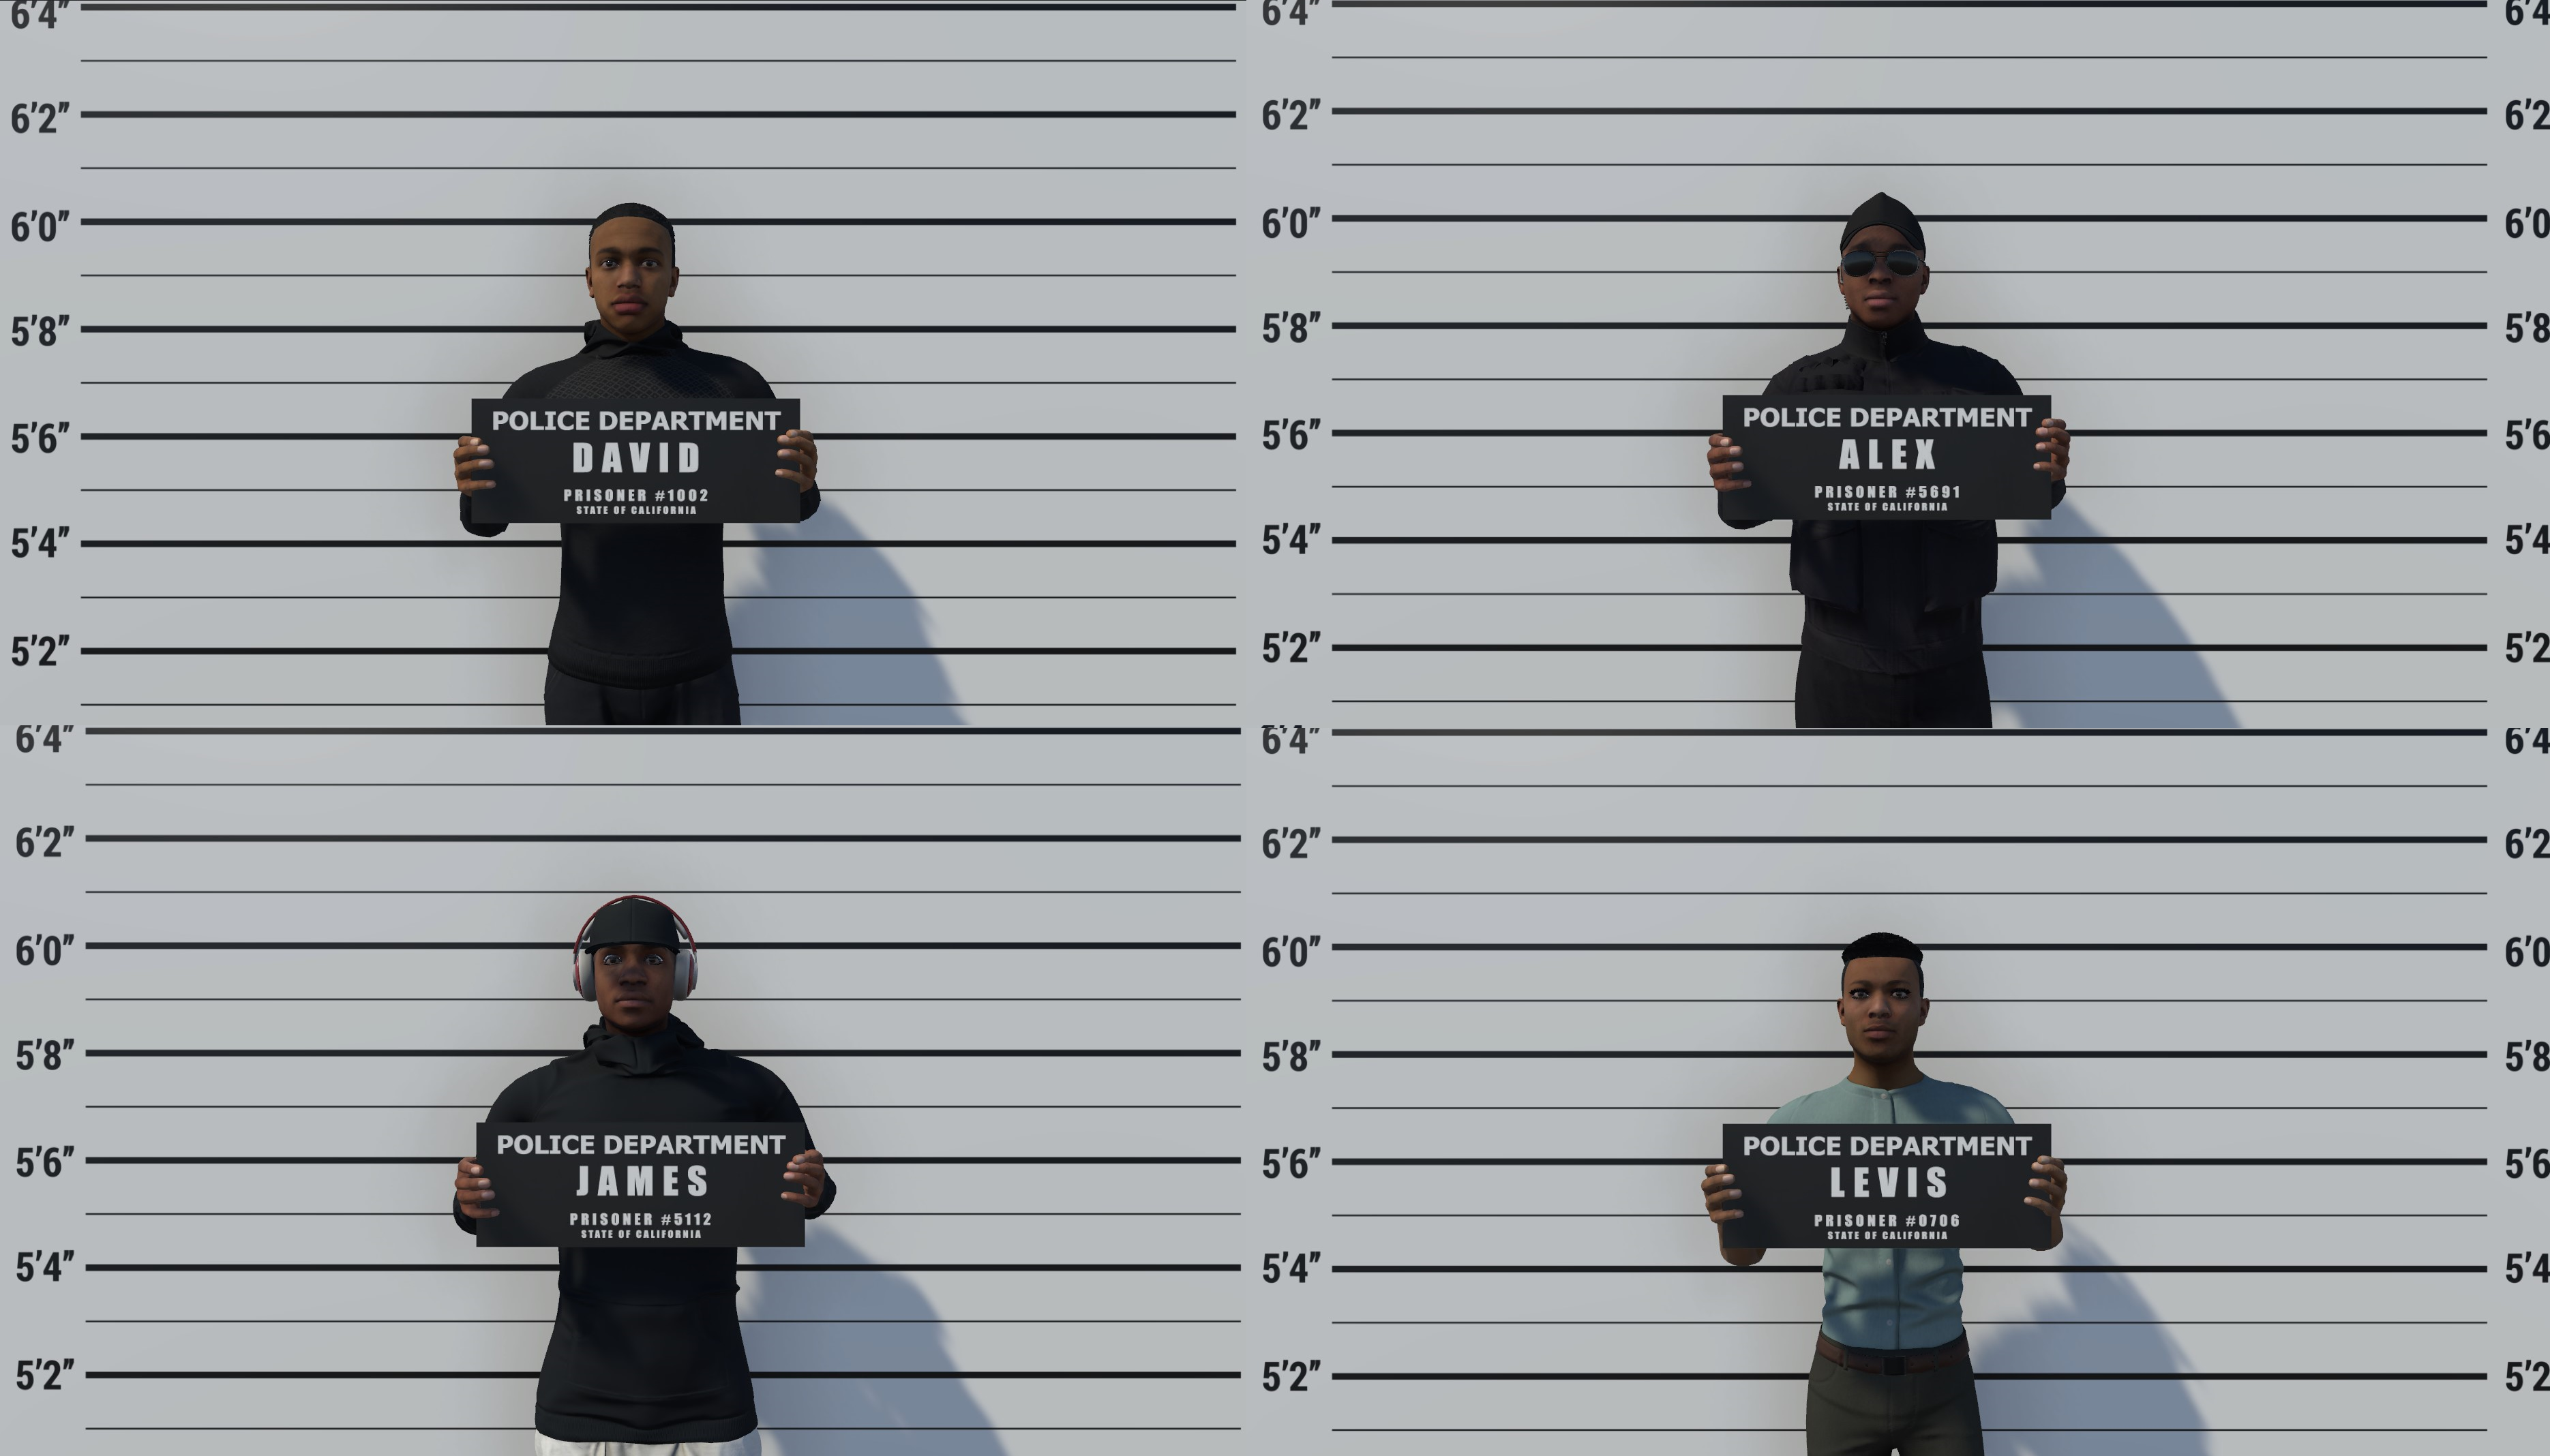 6'4"
6'2"
6'0"
5'8"
5'6"
5'4"
5'2"
POLICE DEPARTMENT
DAVID
PRISONER #1002
STATE OF CALIFORNIA
6'4"
6'2"
6'0"
5'8"
5'6"
5'4"
5'2"
POLICE DEPARTMENT
ALEX
PRISONER #5691
STATE OF CALIFORNIA
6'4
6'2
6'0
5'8
5'6
5'4
5'2
6'4"
6'2"
6'0"
5'8"
5'6"
5'4"
5'2"
POLICE DEPARTMENT
JAMES
PRISONER #5112
STATE OF CALIFORNIA
6'4"
6'2"
6'0"
5'8"
5'6"
5'4"
5'2"
POLICE DEPARTMENT
LEVIS
PRISONER #0706
STATE OF CALIFORNIA
6'4
6'2
6'0
5'8
5'6
5'4
5'2